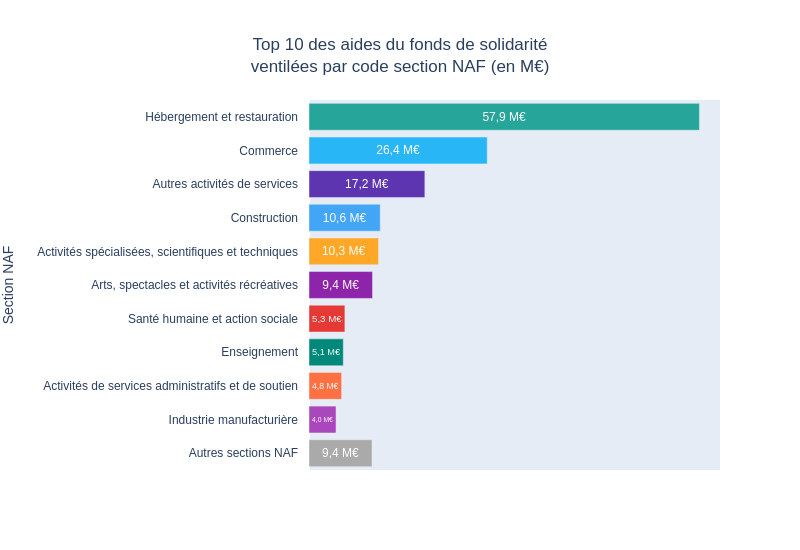 Top 10 des aides du fonds de solidarité
ventilées par code section NAF (en M€)
Section NAF
Hébergement et restauration 57,9 M€
Commerce 26,4 M€
Autres activités de services 17,2 M€
Construction 10,6 M€
Activités spécialisées, scientifiques et techniques 10,3 M€
Arts, spectacles et activités récréatives 9,4 M€
Santé humaine et action sociale 5,3 M€
Enseignement 5,1 M€
Activités de services administratifs et de soutien 4,8 M€
Industrie manufacturière 4,0 M€
Autres sections NAF 9,4 M€